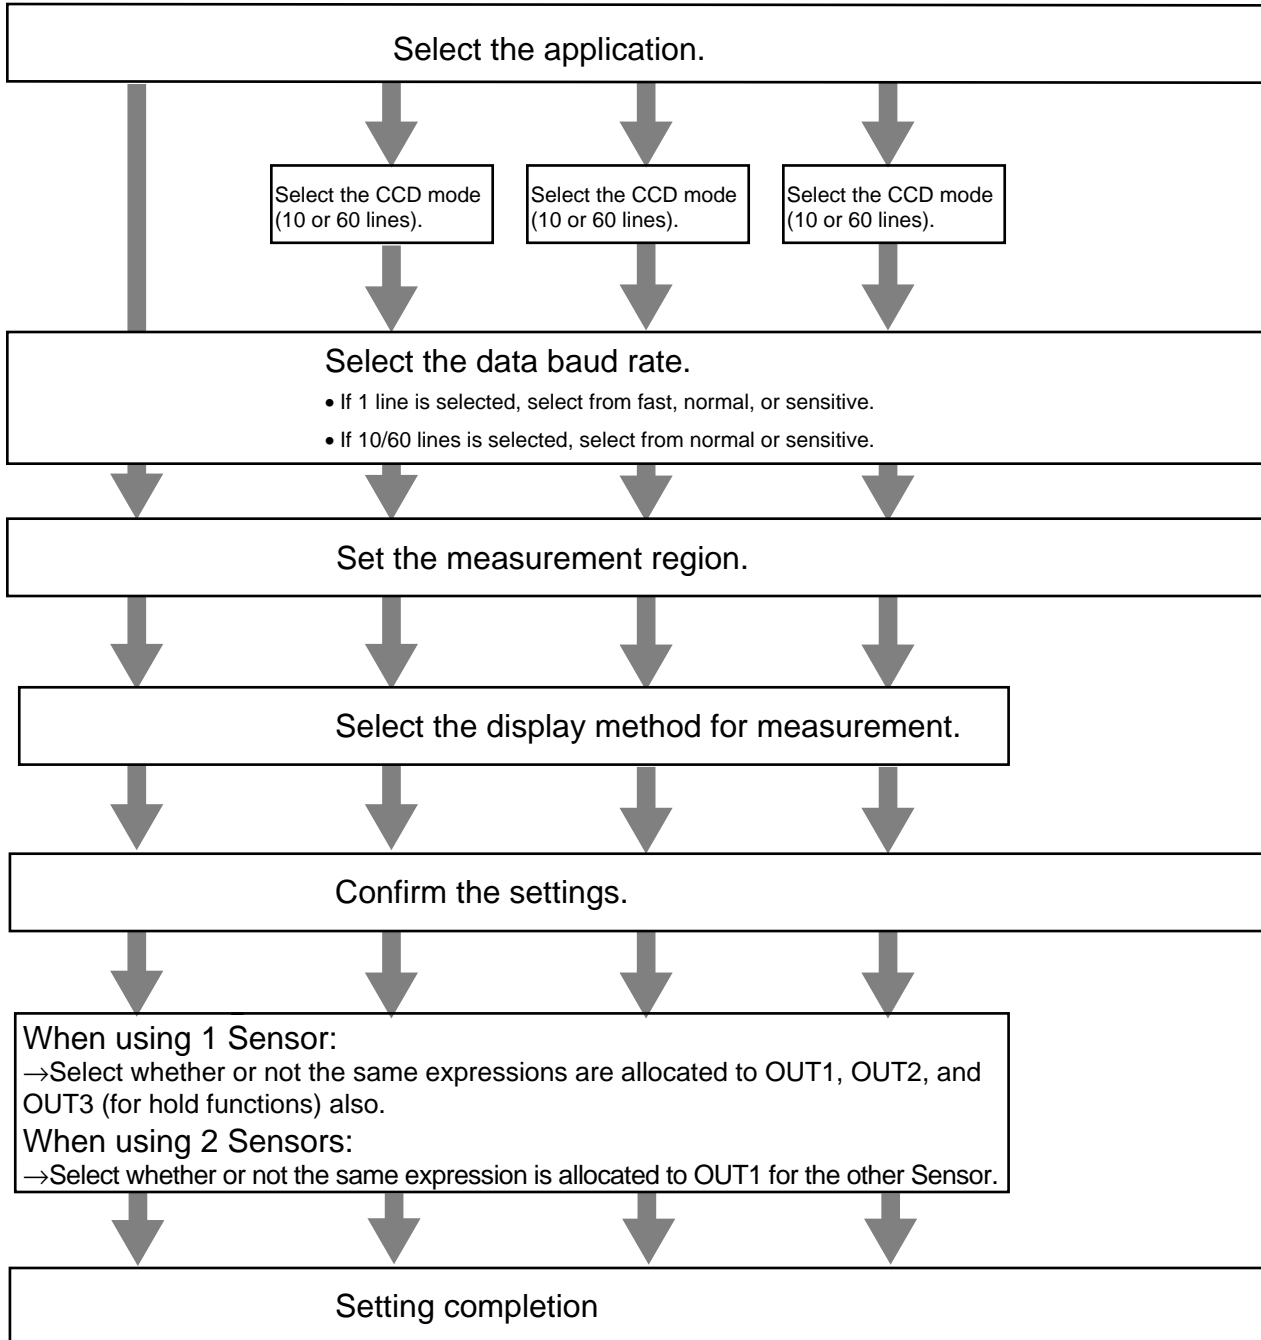 Select the application.
Select the CCD mode
(10 or 60 lines).
Select the CCD mode
(10 or 60 lines).
Select the CCD mode
(10 or 60 lines).
Select the data baud rate.
• If 1 line is selected, select from fast, normal, or sensitive.
• If 10/60 lines is selected, select from normal or sensitive.
Set the measurement region.
Select the display method for measurement.
Confirm the settings.
When using 1 Sensor:
→Select whether or not the same expressions are allocated to OUT1, OUT2, and
OUT3 (for hold functions) also.
When using 2 Sensors:
→Select whether or not the same expression is allocated to OUT1 for the other Sensor.
Setting completion